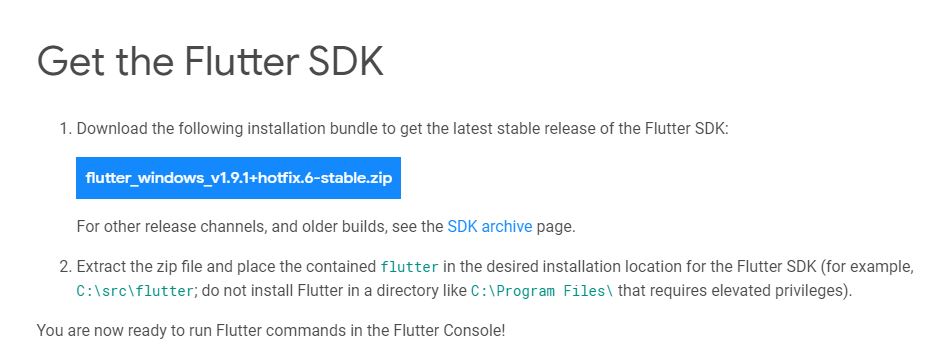 Get the Flutter SDK
1. Download the following installation bundle to get the latest stable release of the Flutter SDK:
flutter_windows_v1.9.1+hotfix.6-stable.zip
For other release channels, and older builds, see the SDK archive page.
2. Extract the zip file and place the contained flutter in the desired installation location for the Flutter SDK (for example,
C:\src\flutter; do not install Flutter in a directory like C:\Program Files\ that requires elevated privileges).
You are now ready to run Flutter commands in the Flutter Console!